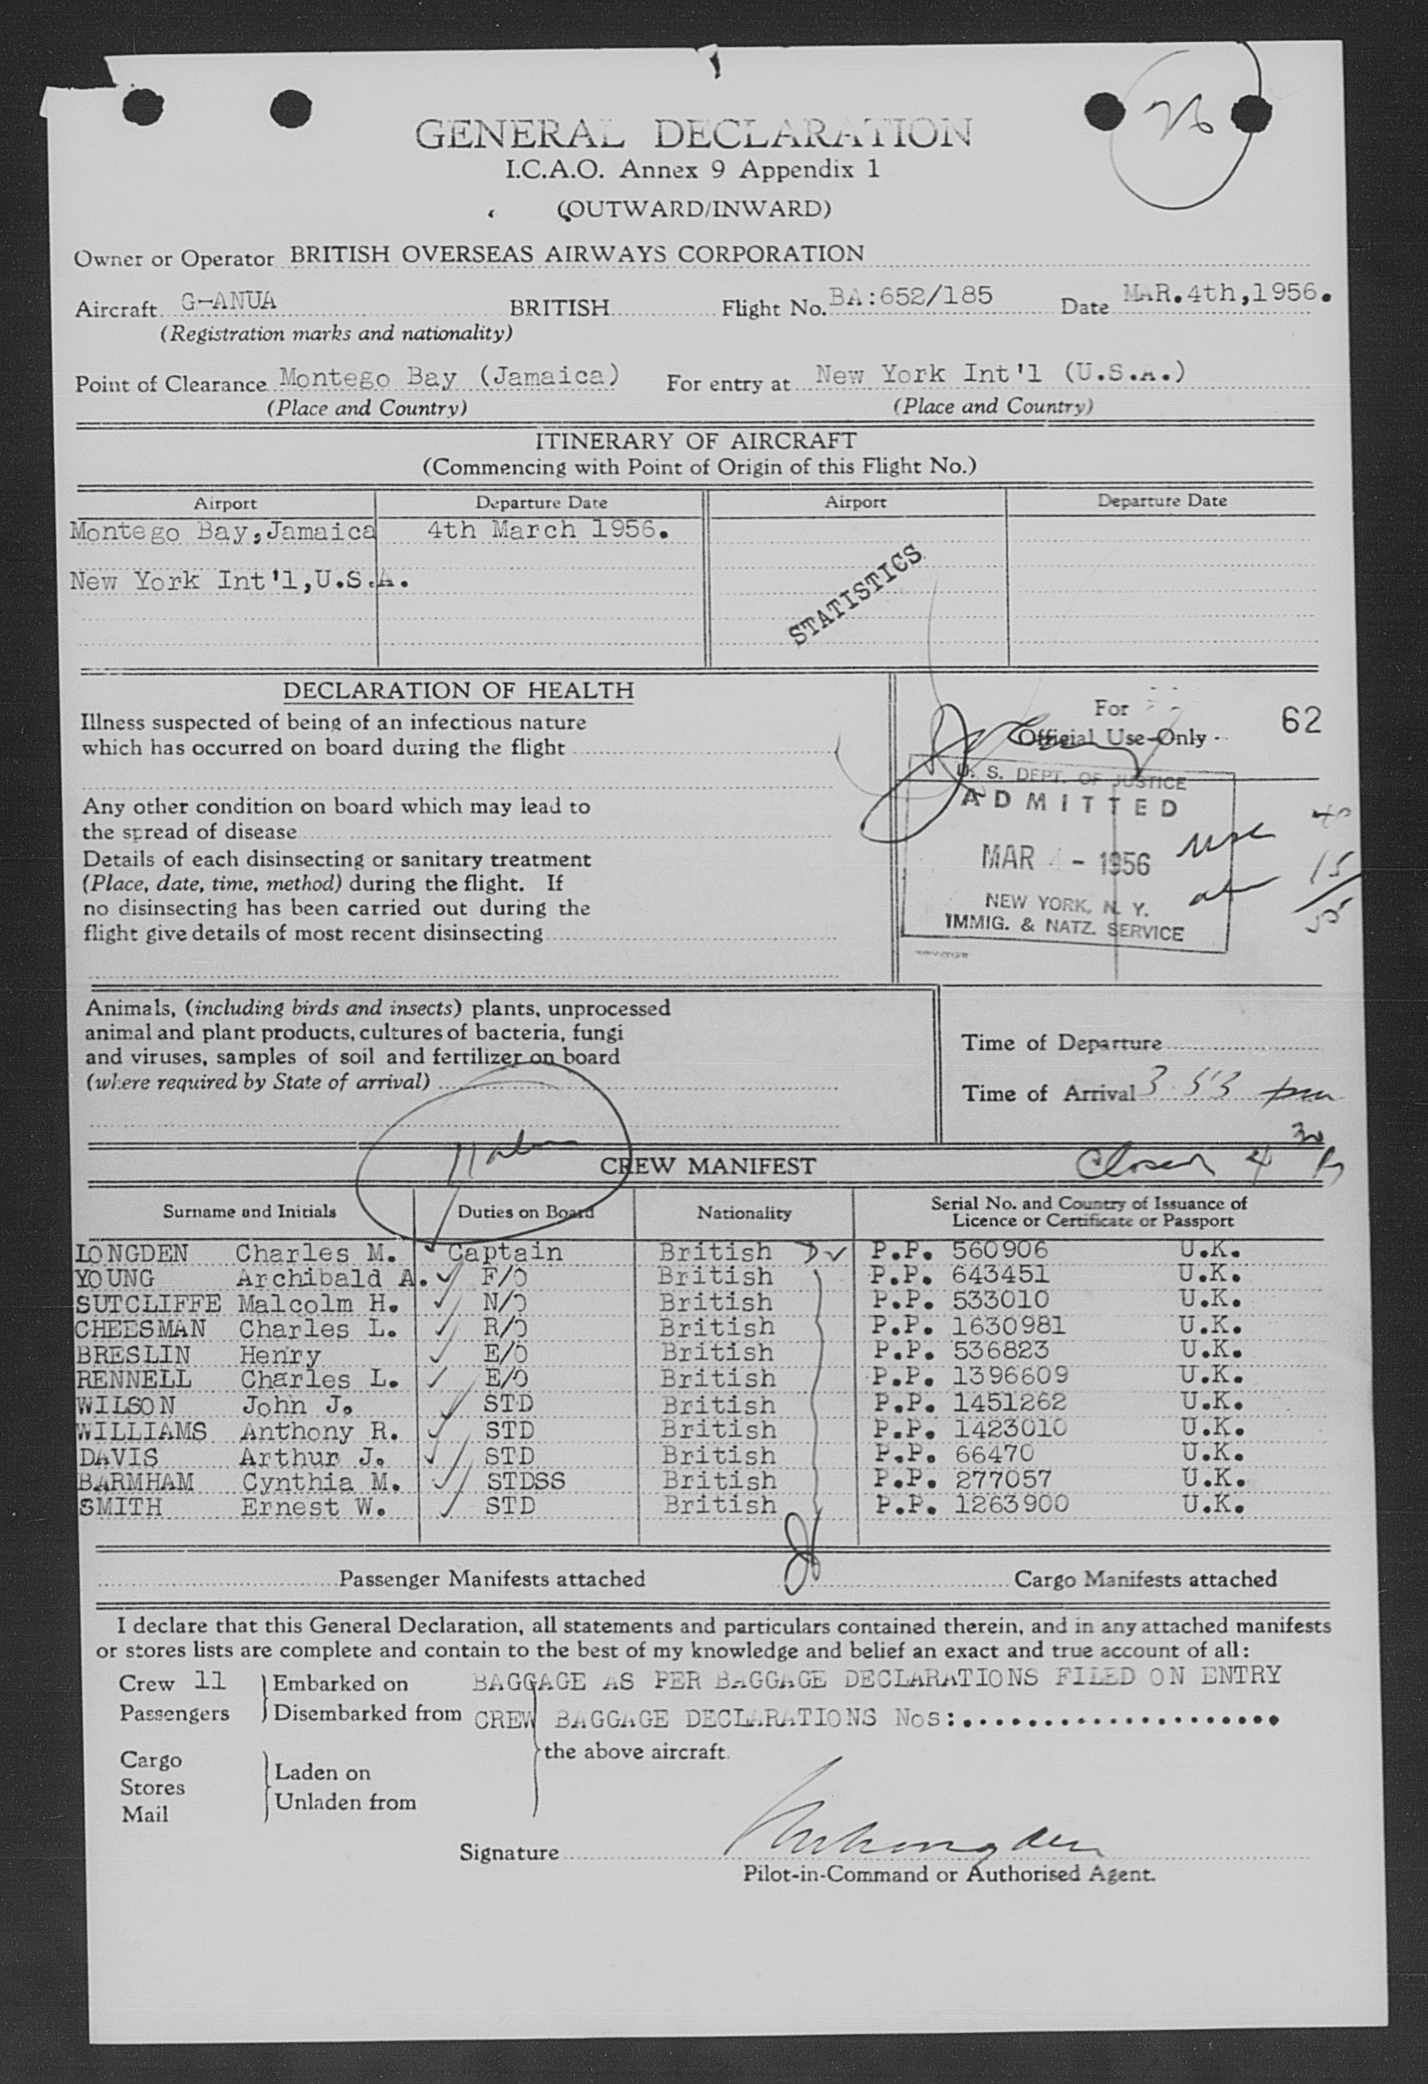 26
GENERAL DECLARATION
I.C.A.O. Annex 9 Appendix 1
(OUTWARD/INWARD)
Owner or Operator BRITISH OVERSEAS AIRWAYS CORPORATION
Aircraft G-ANUA BRITISH Flight No. BA:652/185 Date MAR.4th,1956.
(Registration marks and nationality)
Point of Clearance Montego Bay (Jamaica) For entry at New York Int'l (U.S.A.)
(Place and Country) (Place and Country)
ITINERARY OF AIRCRAFT
(Commencing with Point of Origin of this Flight No.)
Airport Departure Date Airport Departure Date
Montego Bay,Jamaica 4th March 1956.
New York Int'l,U.S.A.
STATISTICS
DECLARATION OF HEALTH
Illness suspected of being of an infectious nature
which has occurred on board during the flight
Any other condition on board which may lead to
the spread of disease
Details of each disinsecting or sanitary treatment
(Place, date, time, method) during the flight. If
no disinsecting has been carried out during the
flight give details of most recent disinsecting
For
Official Use Only
62
U. S. DEPT. OF JUSTICE
ADMITTED
MAR 4 - 1956
NEW YORK, N. Y.
IMMIG. & NATZ. SERVICE
40
15
55
Animals, (including birds and insects) plants, unprocessed
animal and plant products, cultures of bacteria, fungi
and viruses, samples of soil and fertilizer on board
(where required by State of arrival)
Time of Departure
Time of Arrival 3 53 pm
Closed 4 30
CREW MANIFEST
Surname and Initials Duties on Board Nationality Serial No. and Country of Issuance of
Licence or Certificate or Passport
LONGDEN Charles M. Captain British P.P. 560906 U.K.
YOUNG Archibald A. F/O British P.P. 643451 U.K.
SUTCLIFFE Malcolm H. N/O British P.P. 533010 U.K.
CHEESMAN Charles L. R/O British P.P. 1630981 U.K.
BRESLIN Henry E/O British P.P. 536823 U.K.
RENNELL Charles L. E/O British P.P. 1396609 U.K.
WILSON John J. STD British P.P. 1451262 U.K.
WILLIAMS Anthony R. STD British P.P. 1423010 U.K.
DAVIS Arthur J. STD British P.P. 66470 U.K.
BARMHAM Cynthia M. STDSS British P.P. 277057 U.K.
SMITH Ernest W. STD British P.P. 1263900 U.K.
Passenger Manifests attached Cargo Manifests attached
I declare that this General Declaration, all statements and particulars contained therein, and in any attached manifests
or stores lists are complete and contain to the best of my knowledge and belief an exact and true account of all:
Crew 11 Embarked on BAGGAGE AS PER BAGGAGE DECLARATIONS FILED ON ENTRY
Passengers Disembarked from CREW BAGGAGE DECLARATIONS Nos:....................
the above aircraft.
Cargo
Stores Laden on
Mail Unladen from
Signature
Pilot-in-Command or Authorised Agent.